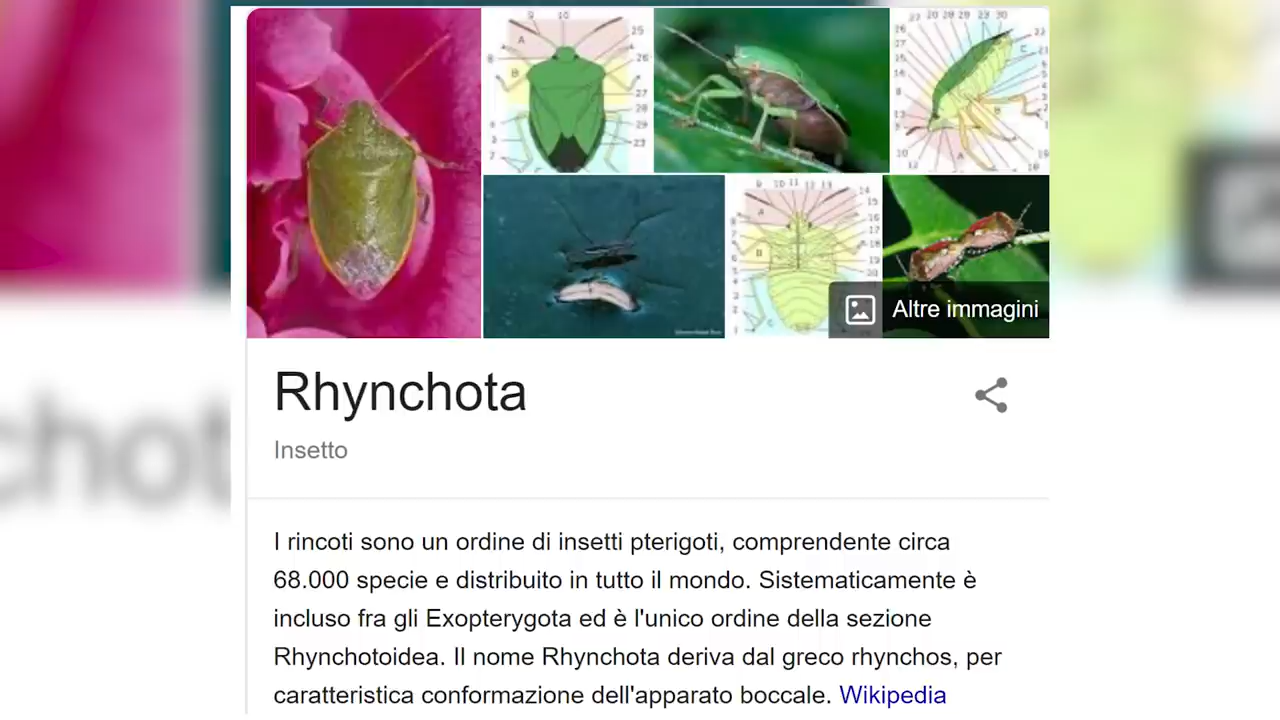 Altre immagini
Rhynchota
Insetto
I rincoti sono un ordine di insetti pterigoti, comprendente circa
68.000 specie e distribuito in tutto il mondo. Sistematicamente è
incluso fra gli Exopterygota ed è l'unico ordine della sezione
Rhynchotoidea. Il nome Rhynchota deriva dal greco rhynchos, per
caratteristica conformazione dell'apparato boccale. Wikipedia